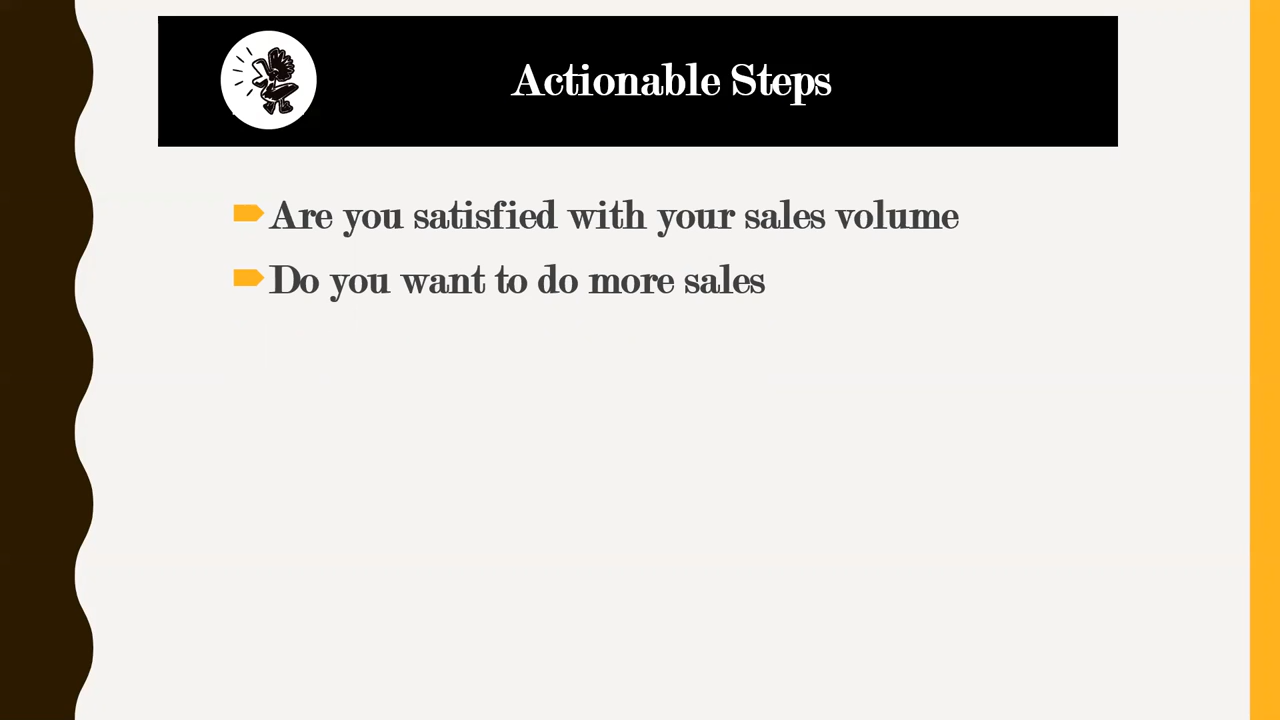 Actionable Steps
Are you satisfied with your sales volume
Do you want to do more sales